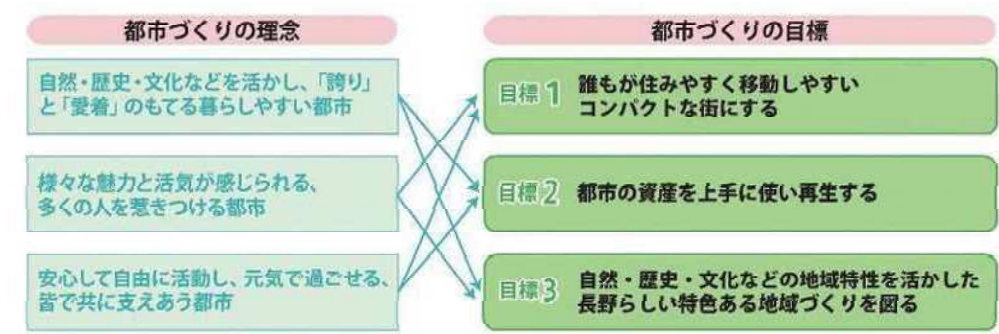 都市づくりの理念
自然・歴史・文化などを活かし、「誇り」
と「愛着」のもてる暮らしやすい都市
様々な魅力と活気が感じられる、
多くの人を惹きつける都市
安心して自由に活動し、元気で過ごせる、
皆で共に支えあう都市
都市づくりの目標
目標1 誰もが住みやすく移動しやすい
コンパクトな街にする
目標2 都市の資産を上手に使い再生する
目標3 自然・歴史・文化などの地域特性を活かした
長野らしい特色ある地域づくりを図る